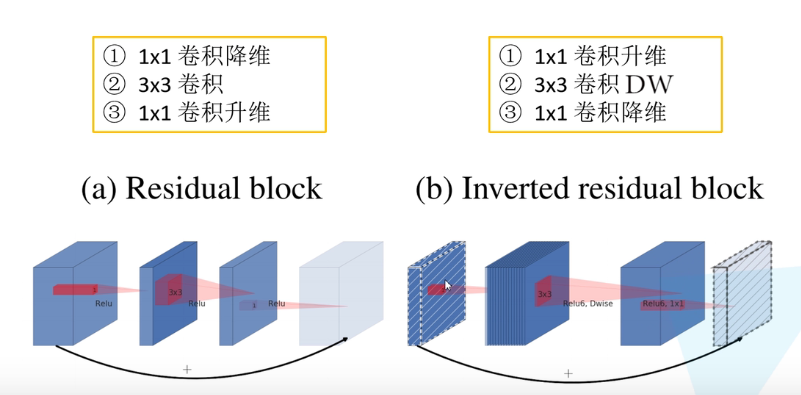 ① 1x1 卷积降维
② 3x3 卷积
③ 1x1 卷积升维
① 1x1 卷积升维
② 3x3 卷积 DW
③ 1x1 卷积降维
(a) Residual block
(b) Inverted residual block
Relu
3x3
Relu
Relu
+
3x3
Relu6, Dwise
Relu6, 1x1
+